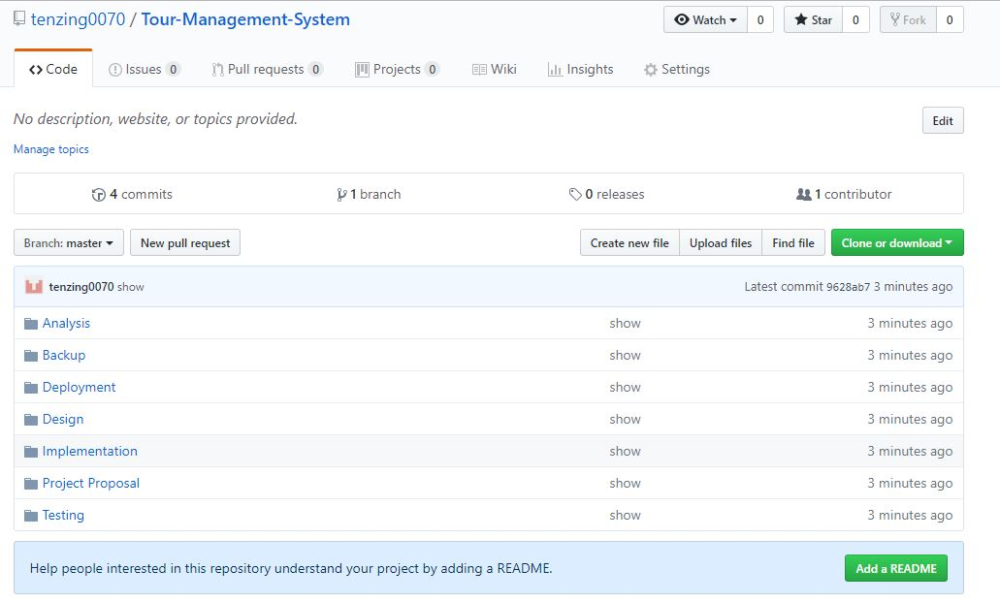 tenzing0070 / Tour-Management-System Watch 0 Star 0 Fork 0
Code Issues 0 Pull requests 0 Projects 0 Wiki Insights Settings
No description, website, or topics provided. Edit
Manage topics
4 commits 1 branch 0 releases 1 contributor
Branch: master New pull request Create new file Upload files Find file Clone or download
tenzing0070 show Latest commit 9628ab7 3 minutes ago
Analysis show 3 minutes ago
Backup show 3 minutes ago
Deployment show 3 minutes ago
Design show 3 minutes ago
Implementation show 3 minutes ago
Project Proposal show 3 minutes ago
Testing show 3 minutes ago
Help people interested in this repository understand your project by adding a README. Add a README